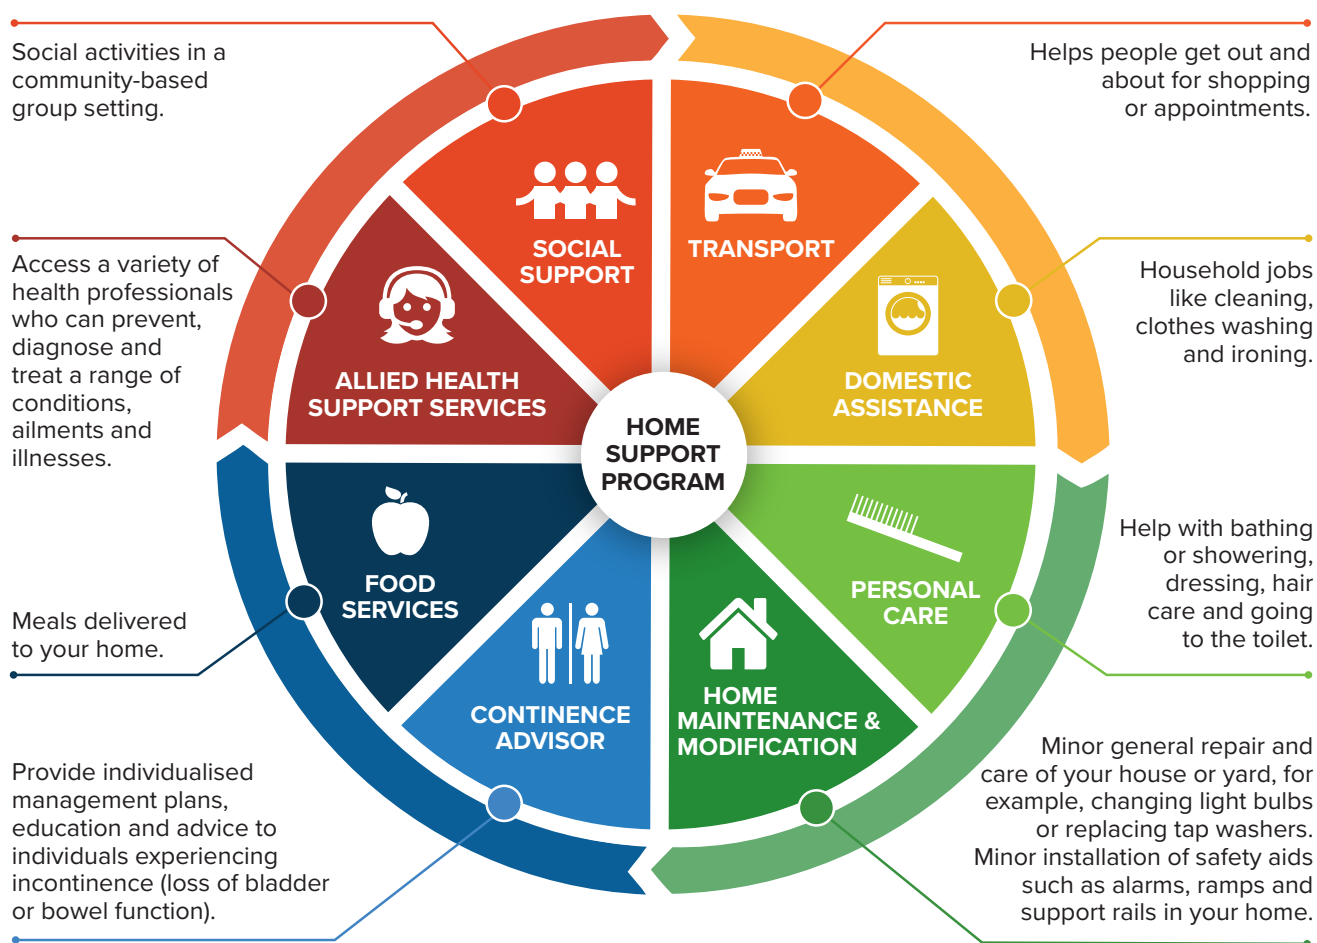 Social activities in a
community-based
group setting.
Helps people get out and
about for shopping
or appointments.
SOCIAL
SUPPORT
TRANSPORT
Access a variety of
health professionals
who can prevent,
diagnose and
treat a range of
conditions,
ailments and
illnesses.
Household jobs
like cleaning,
clothes washing
and ironing.
ALLIED HEALTH
SUPPORT SERVICES
DOMESTIC
ASSISTANCE
HOME
SUPPORT
PROGRAM
FOOD
SERVICES
PERSONAL
CARE
Help with bathing
or showering,
dressing, hair
care and going
to the toilet.
Meals delivered
to your home.
CONTINENCE
ADVISOR
HOME
MAINTENANCE &
MODIFICATION
Provide individualised
management plans,
education and advice to
individuals experiencing
incontinence (loss of bladder
or bowel function).
Minor general repair and
care of your house or yard, for
example, changing light bulbs
or replacing tap washers.
Minor installation of safety aids
such as alarms, ramps and
support rails in your home.